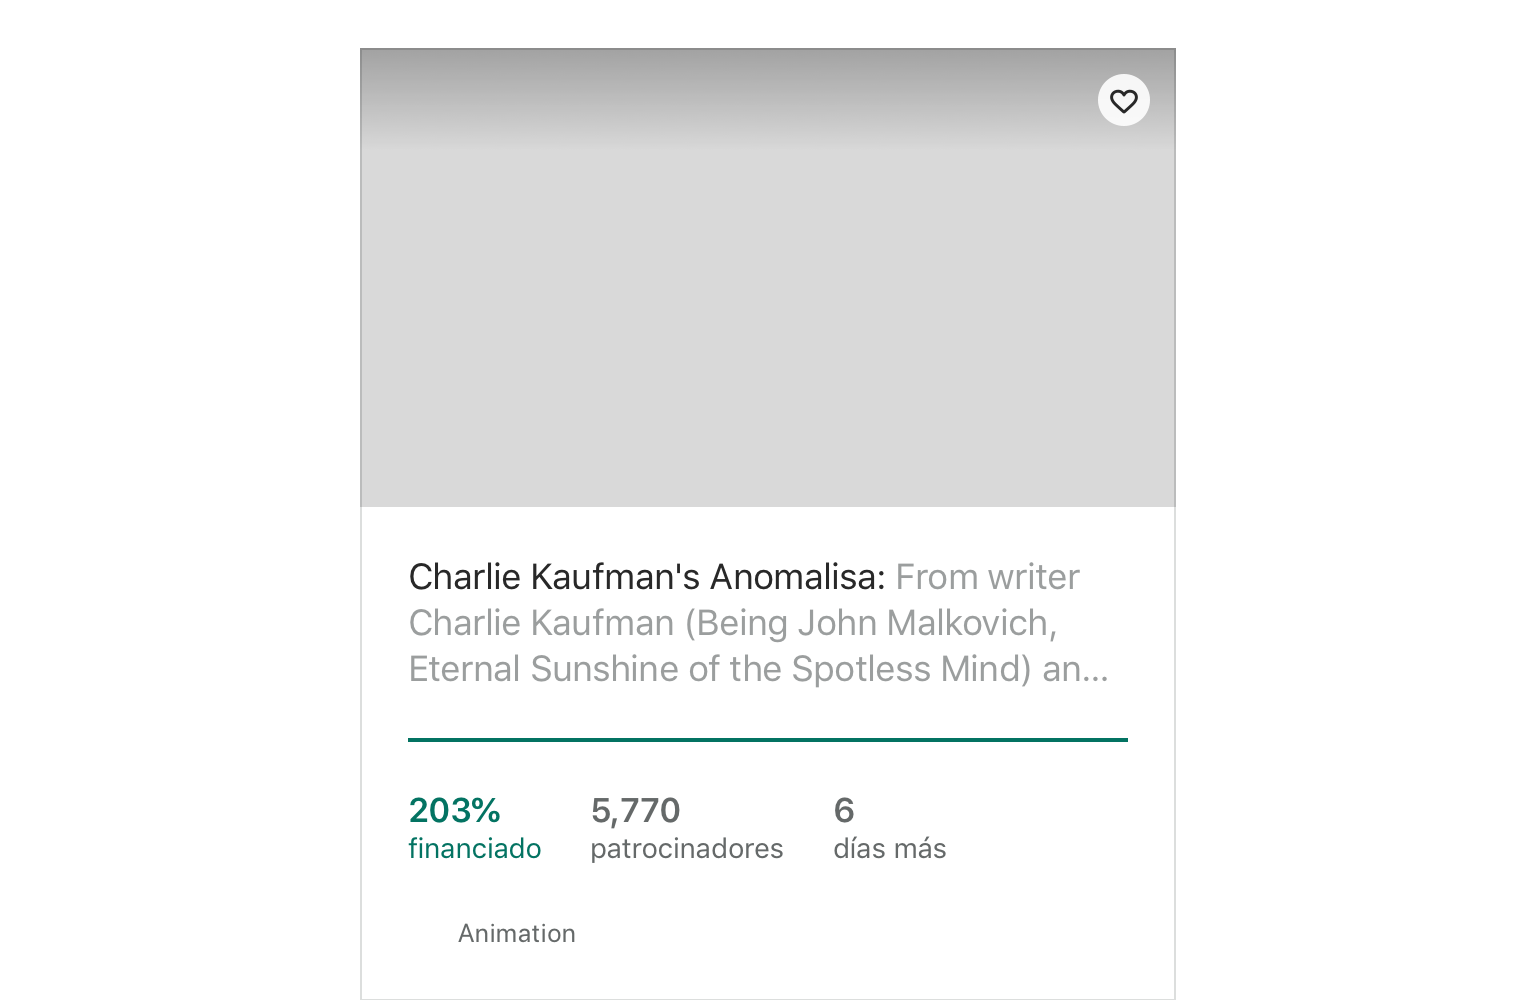 Charlie Kaufman's Anomalisa: From writer
Charlie Kaufman (Being John Malkovich,
Eternal Sunshine of the Spotless Mind) an…
203%
financiado
5,770
patrocinadores
6
días más
Animation